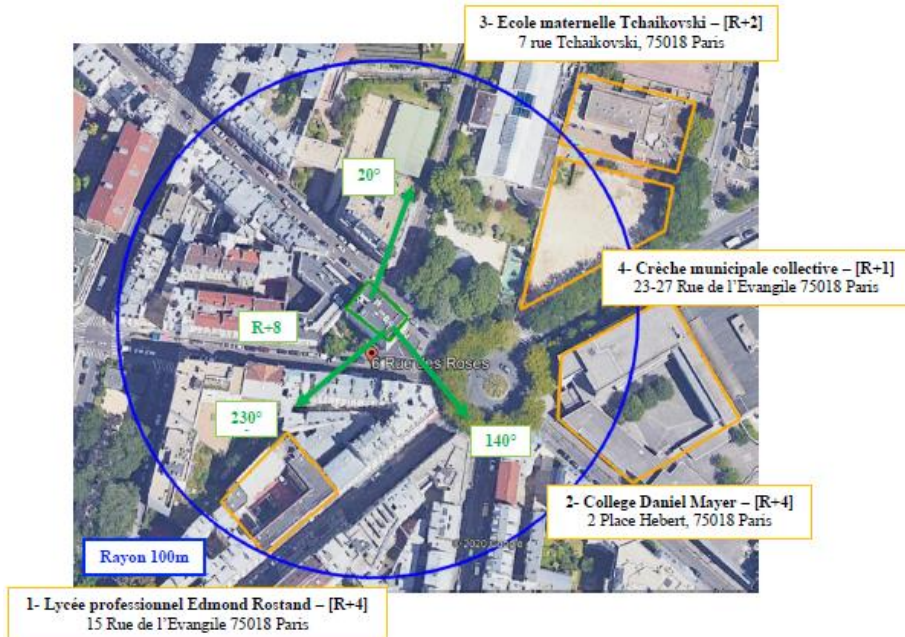 3- Ecole maternelle Tchaikovski – [R+2]
7 rue Tchaikovski, 75018 Paris
20°
4- Crèche municipale collective – [R+1]
23-27 Rue de l’Evangile 75018 Paris
R+8
6 Rue des Roses
230°
140°
2- College Daniel Mayer – [R+4]
2 Place Hebert, 75018 Paris
© 2020 Google
Rayon 100m
1- Lycée professionnel Edmond Rostand – [R+4]
15 Rue de l’Evangile 75018 Paris